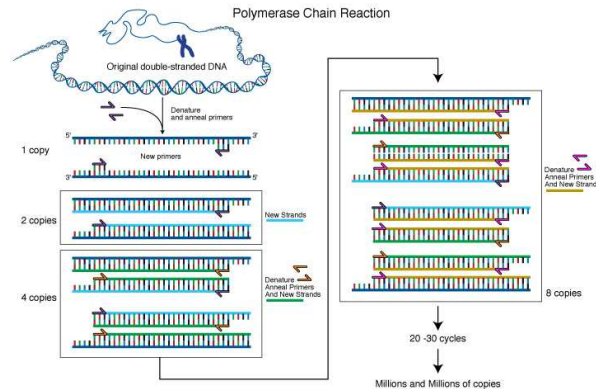 Polymerase Chain Reaction
Original double-stranded DNA
Denature
and anneal primers
5'
3'
1 copy
New primers
3'
5'
2 copies
New Strands
4 copies
Denature
Anneal Primers
And New Strands
Denature
Anneal Primers
And New Strands
8 copies
20 -30 cycles
Millions and Millions of copies